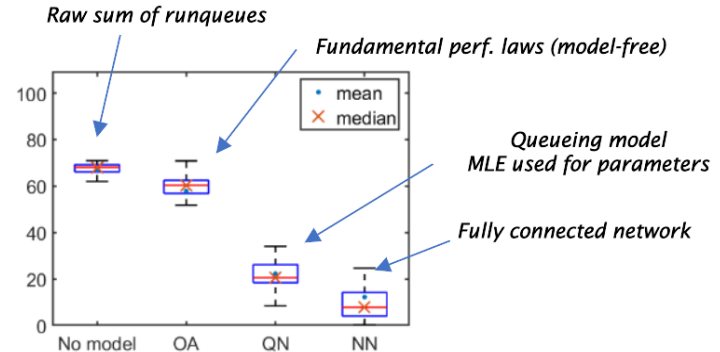 Raw sum of runqueues
Fundamental perf. laws (model-free)
100
80
60
40
20
0
mean
median
Queueing model
MLE used for parameters
Fully connected network
No model OA QN NN